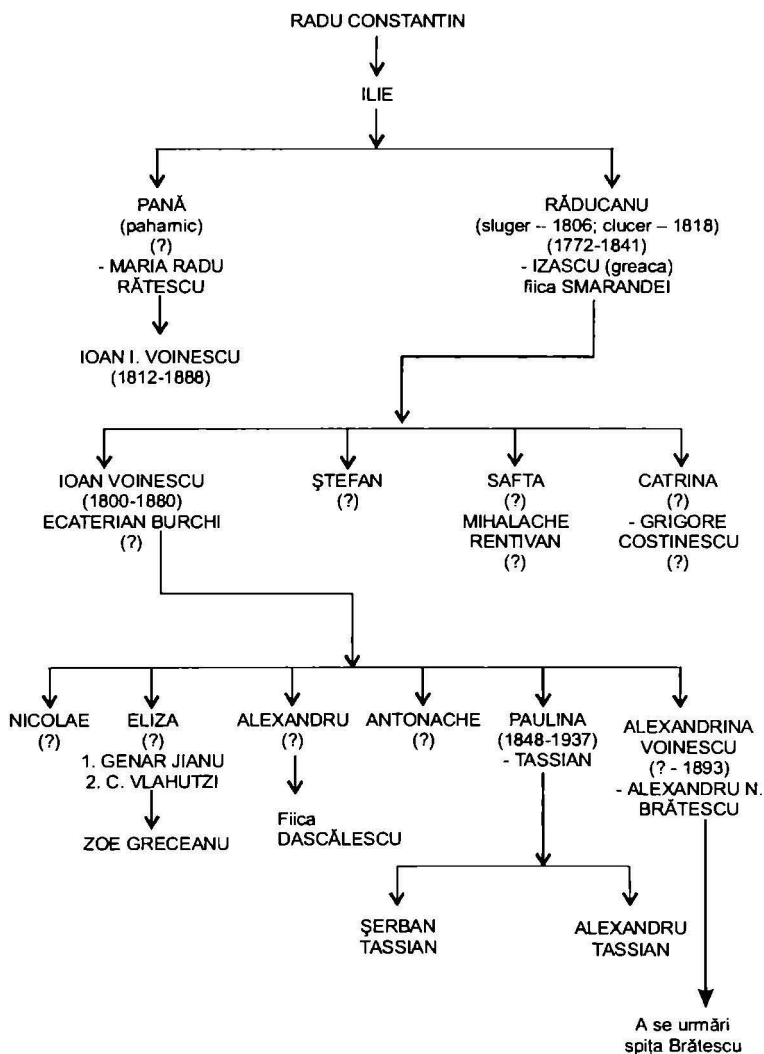 RADU CONSTANTIN
ILIE
PANĂ
(paharnic)
(?)
- MARIA RADU
RĂTESCU
IOAN I. VOINESCU
(1812-1888)
RĂDUCANU
(sluger – 1806; clucer – 1818)
(1772-1841)
- IZASCU (greaca)
fiica SMARANDEI
IOAN VOINESCU
(1800-1880)
ECATERIAN BURCHI
(?)
ŞTEFAN
(?)
SAFTA
(?)
MIHALACHE
RENTIVAN
(?)
CATRINA
(?)
- GRIGORE
COSTINESCU
(?)
NICOLAE
(?)
ELIZA
(?)
1. GENAR JIANU
2. C. VLAHUTZI
ZOE GRECEANU
ALEXANDRU
(?)
Fiica
DASCĂLESCU
ANTONACHE
(?)
PAULINA
(1848-1937)
- TASSIAN
ŞERBAN
TASSIAN
ALEXANDRU
TASSIAN
ALEXANDRINA
VOINESCU
(? - 1893)
- ALEXANDRU N.
BRĂTESCU
A se urmări
spiţa Brătescu